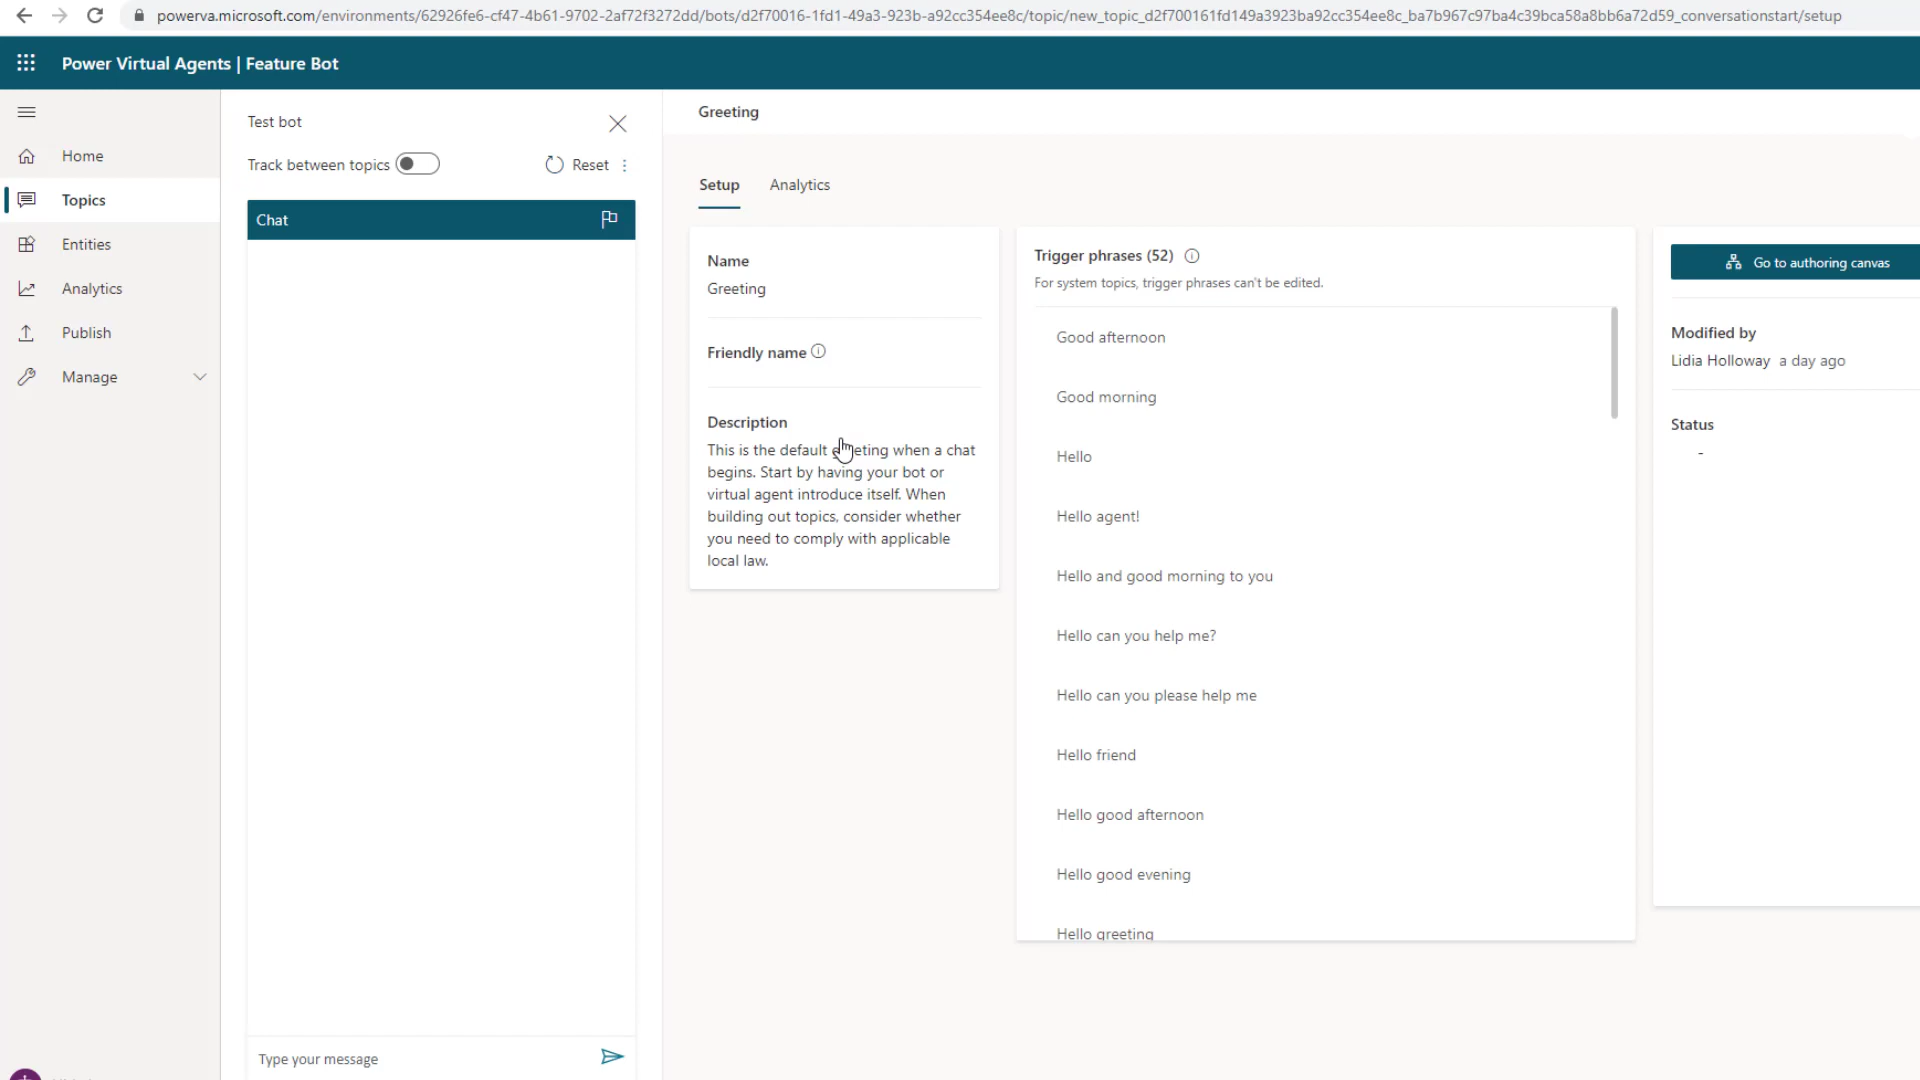 powerva.microsoft.com/environments/62926fe6-cf47-4b61-9702-2af72f3272dd/bots/d2f70016-1fd1-49a3-923b-a92cc354ee8c/topic/new_topic_d2f700161fd149a3923ba92cc354ee8c_ba7b967c97ba4c39bca58a8bb6a72d59_conversationstart/setup
Power Virtual Agents | Feature Bot
Home
Topics
Entities
Analytics
Publish
Manage
Test bot
Track between topics
Reset
Chat
Type your message
Greeting
Setup
Analytics
Name
Greeting
Friendly name
Description
This is the default greeting when a chat
begins. Start by having your bot or
virtual agent introduce itself. When
building out topics, consider whether
you need to comply with applicable
local law.
Trigger phrases (52)
For system topics, trigger phrases can't be edited.
Good afternoon
Good morning
Hello
Hello agent!
Hello and good morning to you
Hello can you help me?
Hello can you please help me
Hello friend
Hello good afternoon
Hello good evening
Hello greeting
Go to authoring canvas
Modified by
Lidia Holloway a day ago
Status
-